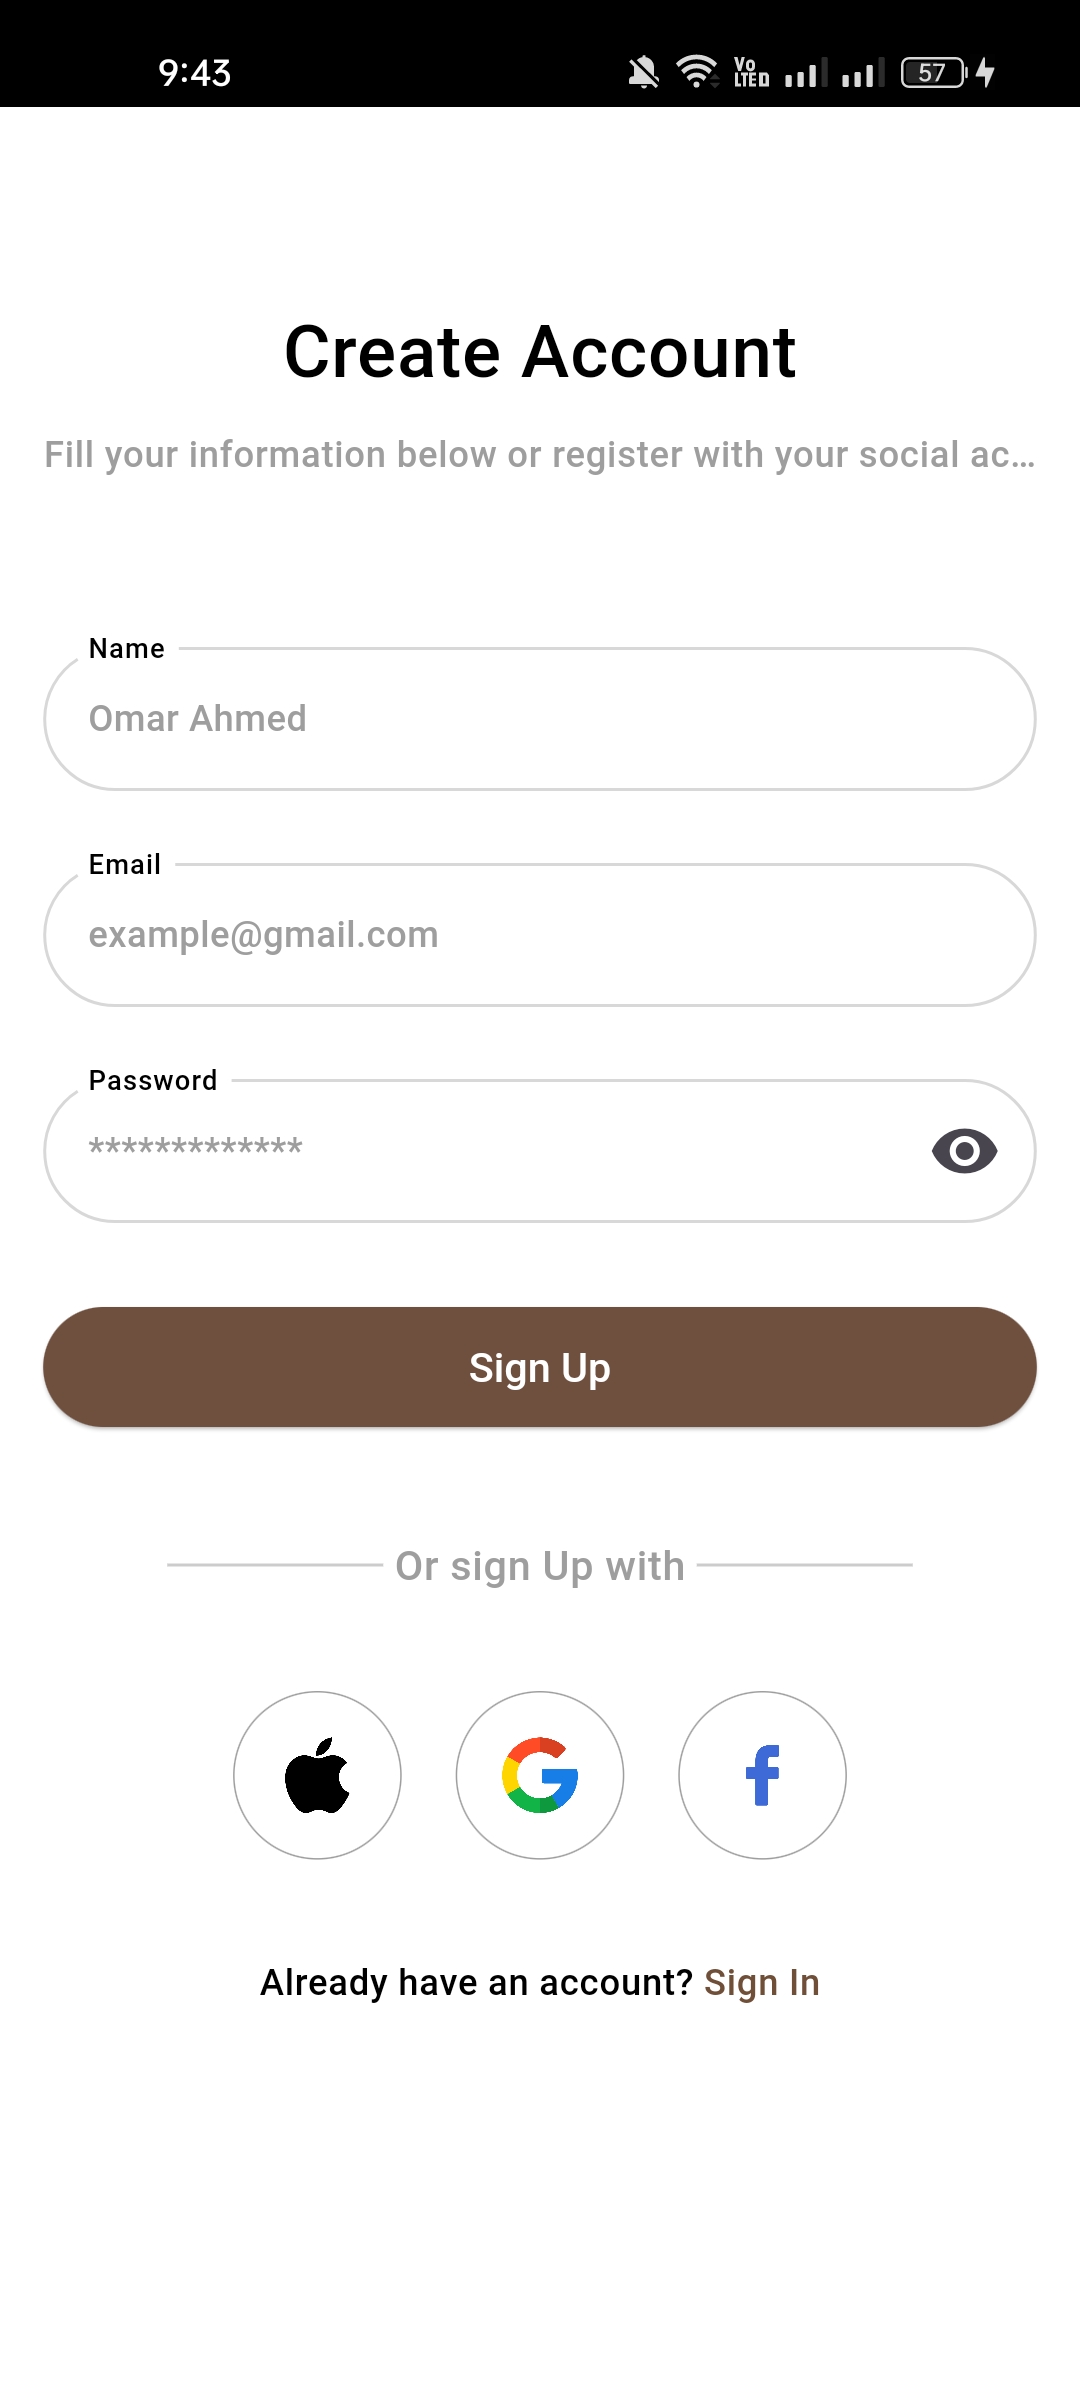 9:43
Vo
LTED
57
Create Account
Fill your information below or register with your social ac...
Name
Omar Ahmed
Email
example@gmail.com
Password
*************
Sign Up
Or sign Up with
Already have an account? Sign In